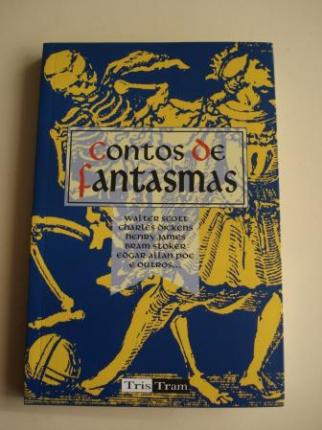 Contos de
fantasmas
Walter Scott
Charles Dickens
Henry James
Bram Stoker
Edgar Allan Poe
e outros...
Tris Tram